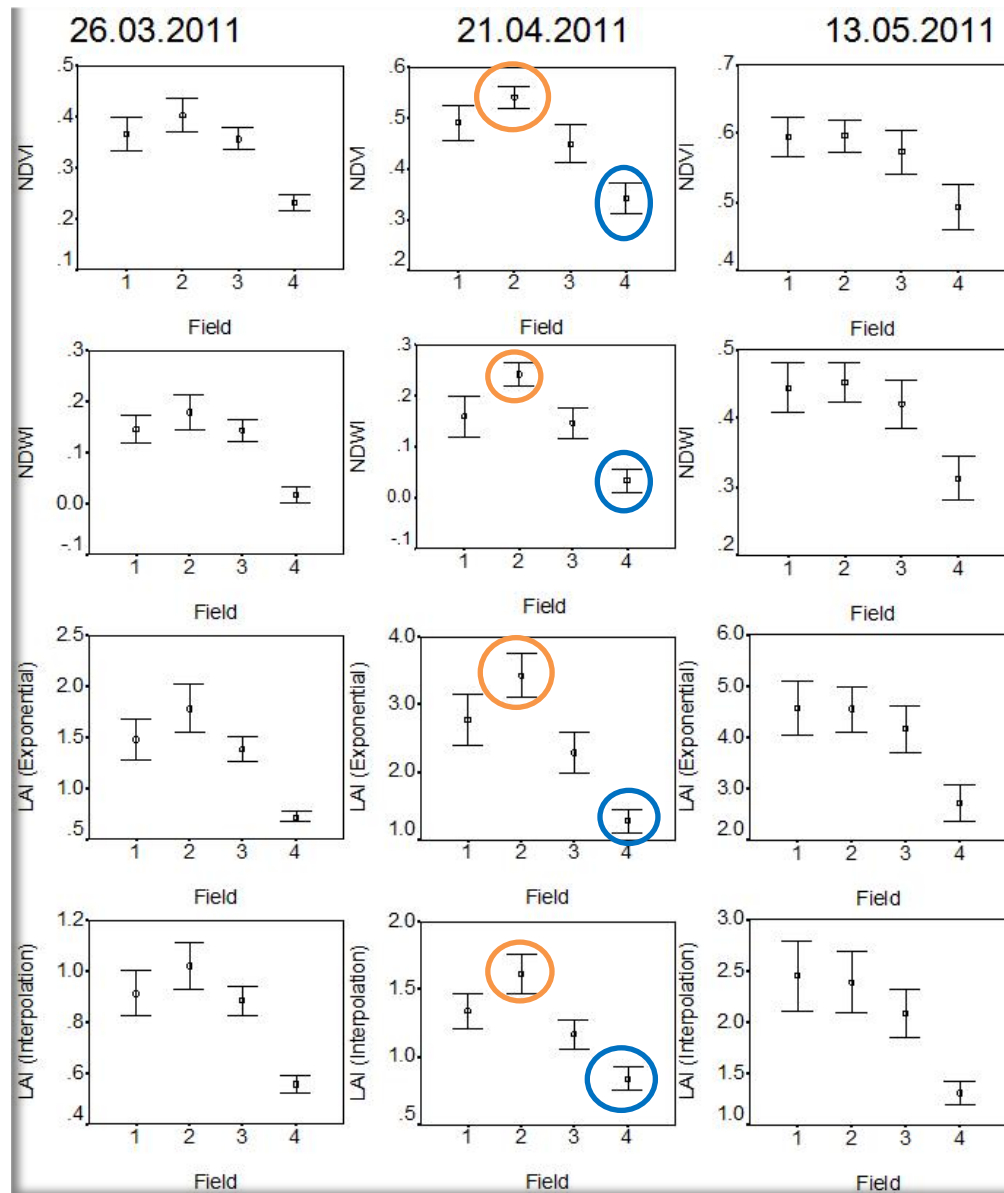 26.03.2011 21.04.2011 13.05.2011
NDVI
.5
.4
.3
.2
.1
1 2 3 4
Field
NDVI
.6
.5
.4
.3
.2
1 2 3 4
Field
NDVI
.7
.6
.5
.4
1 2 3 4
Field
NDWI
.3
.2
.1
0.0
-.1
1 2 3 4
Field
NDWI
.3
.2
.1
0.0
-.1
1 2 3 4
Field
NDWI
.5
.4
.3
.2
1 2 3 4
Field
LAI (Exponential)
2.5
2.0
1.5
1.0
.5
1 2 3 4
Field
LAI (Exponential)
4.0
3.0
2.0
1.0
1 2 3 4
Field
LAI (Exponential)
6.0
5.0
4.0
3.0
2.0
1 2 3 4
Field
LAI (Interpolation)
1.2
1.0
.8
.6
.4
1 2 3 4
Field
LAI (Interpolation)
2.0
1.5
1.0
.5
1 2 3 4
Field
LAI (Interpolation)
3.0
2.5
2.0
1.5
1.0
1 2 3 4
Field